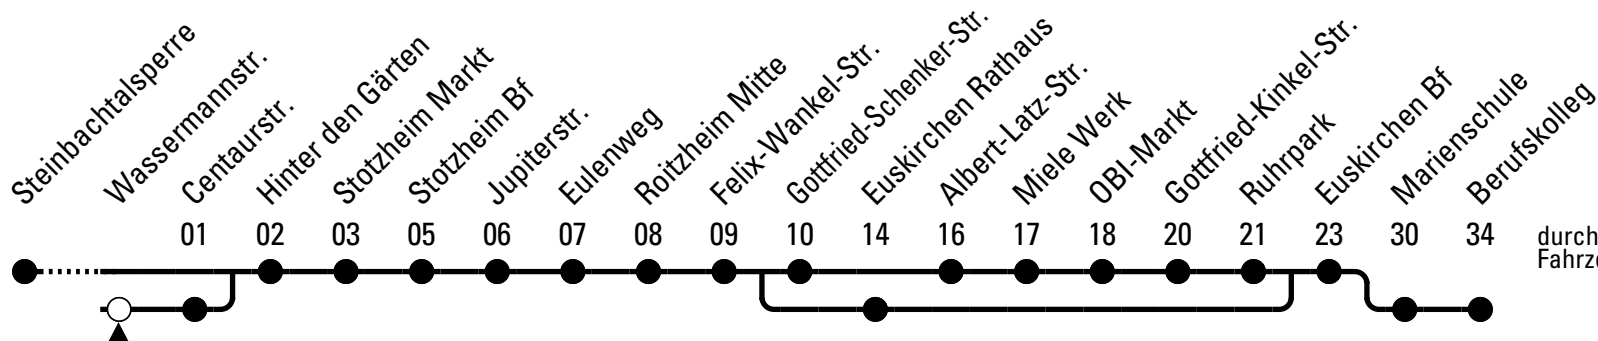 Steinbachtalsperre
Wassermannstr.
Centaurstr.
Hinter den Gärten
Stotzheim Markt
Stotzheim Bf
Jupiterstr.
Eulenweg
Roitzheim Mitte
Felix-Wankel-Str.
Gottfried-Schenker-Str.
Euskirchen Rathaus
Albert-Latz-Str.
Miele Werk
OBI-Markt
Gottfried-Kinkel-Str.
Ruhrpark
Euskirchen Bf
Marienschule
Berufskolleg
01 02 03 05 06 07 08 09 10 14 16 17 18 20 21 23 30 34
durch
Fahrz